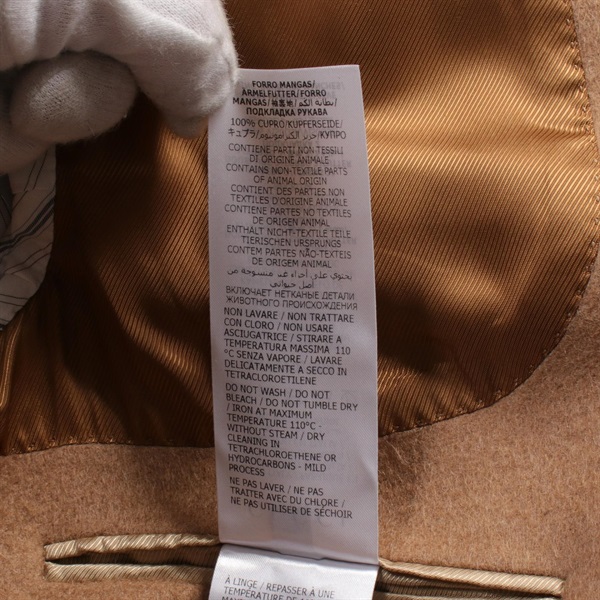 FORRO MANGAS/
ÄRMELFUTTER/FORRO
MANGAS/袖裏地/بطانة الكم/
ПОДКЛАДКА РУКАВА
100% CUPRO/KUPFERSEIDE/
キュプラ/حرير الكوبرامونيوم/КУПРО
CONTIENE PARTI NON-TESSILI
DI ORIGINE ANIMALE
CONTAINS NON-TEXTILE PARTS
OF ANIMAL ORIGIN
CONTIENT DES PARTIES NON
TEXTILES D'ORIGINE ANIMALE
CONTIENE PARTES NO TEXTILES
DE ORIGEN ANIMAL
ENTHÄLT NICHT-TEXTILE TEILE
TIERISCHEN URSPRUNGS
CONTEM PARTES NÃO-TEXTEIS
DE ORIGEM ANIMAL
تحتوي على أجزاء غير منسوجة من
أصل حيواني
ВКЛЮЧАЕТ НЕТКАНЫЕ ДЕТАЛИ
ЖИВОТНОГО ПРОИСХОЖДЕНИЯ
NON LAVARE / NON TRATTARE
CON CLORO / NON USARE
ASCIUGATRICE / STIRARE A
TEMPERATURA MASSIMA 110
°C SENZA VAPORE / LAVARE
DELICATAMENTE A SECCO IN
TETRACLOROETILENE
DO NOT WASH / DO NOT
BLEACH / DO NOT TUMBLE DRY
/ IRON AT MAXIMUM
TEMPERATURE 110°C -
WITHOUT STEAM / DRY
CLEANING IN
TETRACHLOROETHENE OR
HYDROCARBONS - MILD
PROCESS
NE PAS LAVER / NE PAS
TRAITER AVEC DU CHLORE /
NE PAS UTILISER DE SÉCHOIR
À LINGE / REPASSER À UNE
TEMPÉRATURE DE